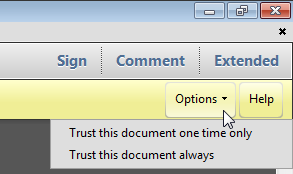 Sign Comment Extended
Options Help
Trust this document one time only
Trust this document always